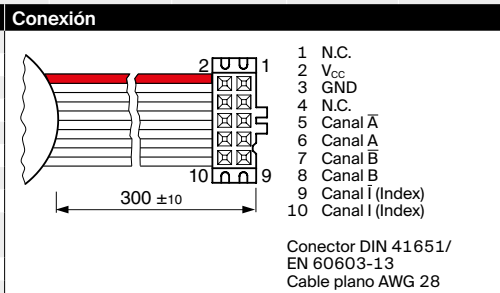 Conexión
2
1
10
9
300 ±10
1 N.C.
2 V_CC
3 GND
4 N.C.
5 Canal A̅
6 Canal A
7 Canal B̅
8 Canal B
9 Canal I̅ (Index)
10 Canal I (Index)
Conector DIN 41651/
EN 60603-13
Cable plano AWG 28